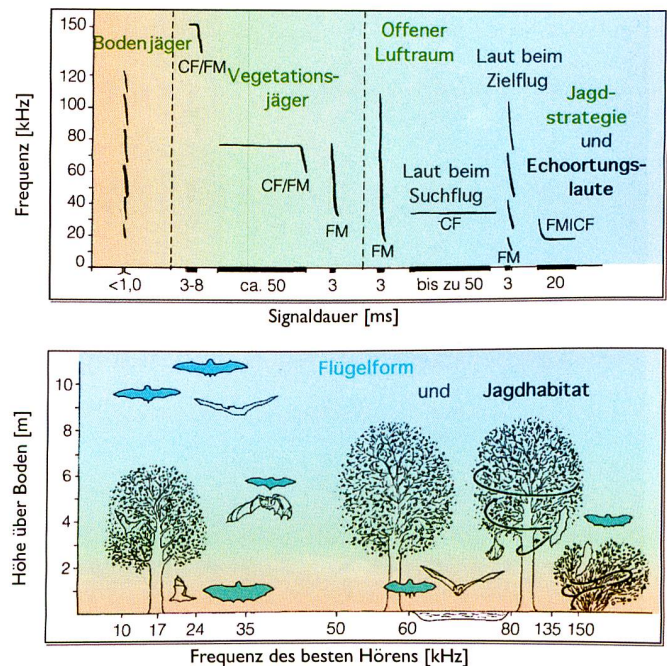 Frequenz [kHz]
150
120
100
80
60
40
20
0
Bodenjäger
CF/FM
Vegetations-
jäger
CF/FM
FM
Offener
Luftraum
FM
Laut beim
Suchflug
CF
Laut beim
Zielflug
FM
Jagd-
strategie
und
Echoortungs-
laute
FMICF
<1,0
3-8
ca. 50
3
3
bis zu 50
3
20
Signaldauer [ms]
Höhe über Boden [m]
10
8
6
4
2
Flügelform
und Jagdhabitat
10
17
24
35
50
60
80
135
150
Frequenz des besten Hörens [kHz]